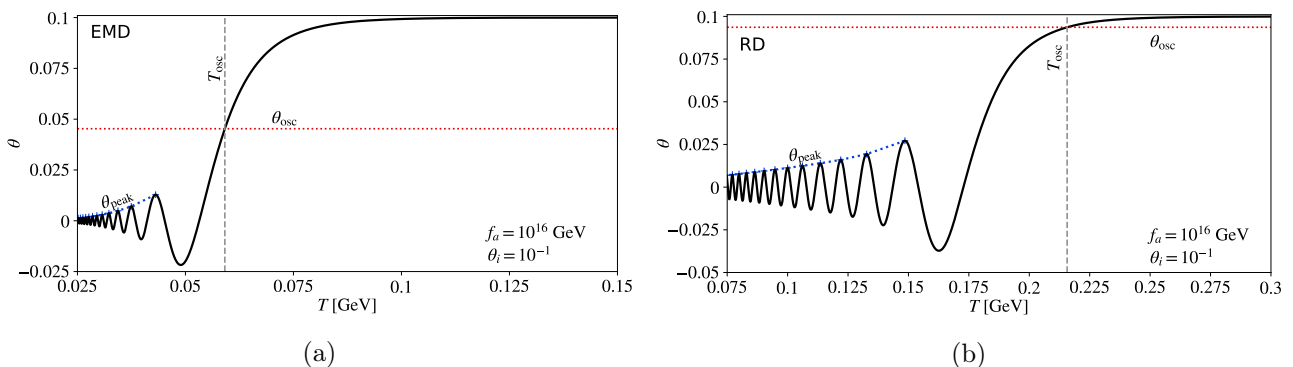 EMD
θ
0.1
0.075
0.05
0.025
0
−0.025
T_osc
θ_osc
θ_peak
f_a = 10^16 GeV
θ_i = 10^-1
0.025 0.05 0.075 0.1 0.125 0.15
T [GeV]
(a)
RD
θ
0.1
0.075
0.05
0.025
0
−0.025
−0.05
T_osc
θ_osc
θ_peak
f_a = 10^16 GeV
θ_i = 10^-1
0.075 0.1 0.125 0.15 0.175 0.2 0.225 0.25 0.275 0.3
T [GeV]
(b)